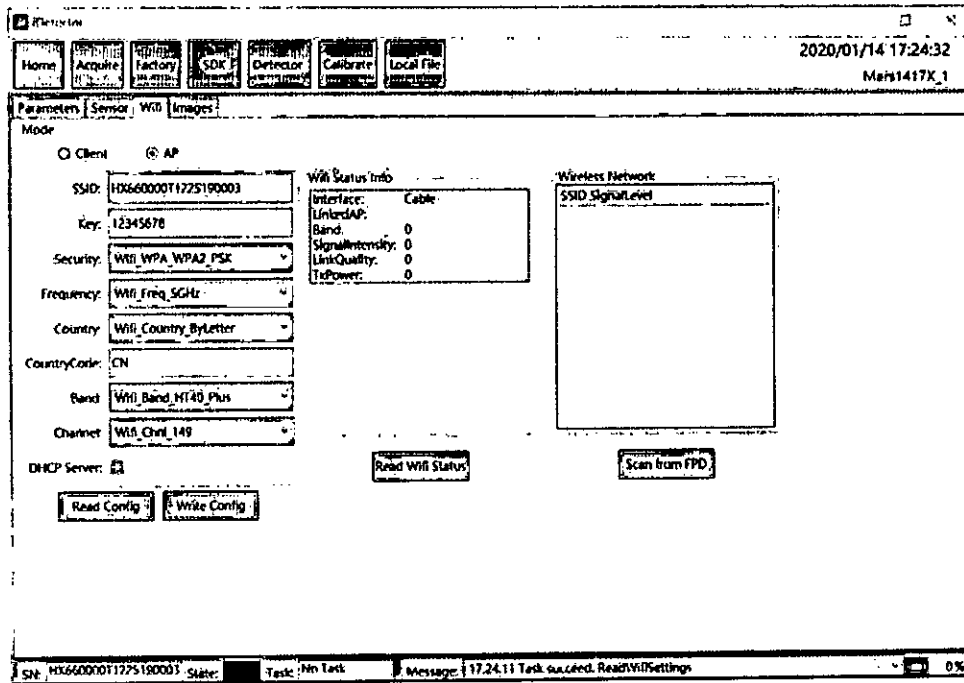 iDetector
Home Acquire Factory SDK Detector Calibrate Local File
2020/01/14 17:24:32
Mars1417X_1
Parameters Sensor Wifi Images
Mode
Client AP
SSID: HX660000T1225190003
Key: 12345678
Security: Wifi_WPA_WPA2_PSK
Frequency: Wifi_Freq_5GHz
Country Wifi_Country_ByLetter
CountryCode: CN
Band Wifi_Band_HT40_Plus
Channel Wifi_Chnl_149
DHCP Server:
Read Config Write Config
Wifi Status Info
Interface: Cable
LinkedAP:
Band: 0
SignalIntensity: 0
LinkQuality: 0
TxPower: 0
Read Wifi Status
Wireless Network
SSID SignalLevel
Scan from FPD
SN: HX660000T1225190003 State: Task: No Task Message: 17:24:11 Task succeed. ReadWifiSettings 0%